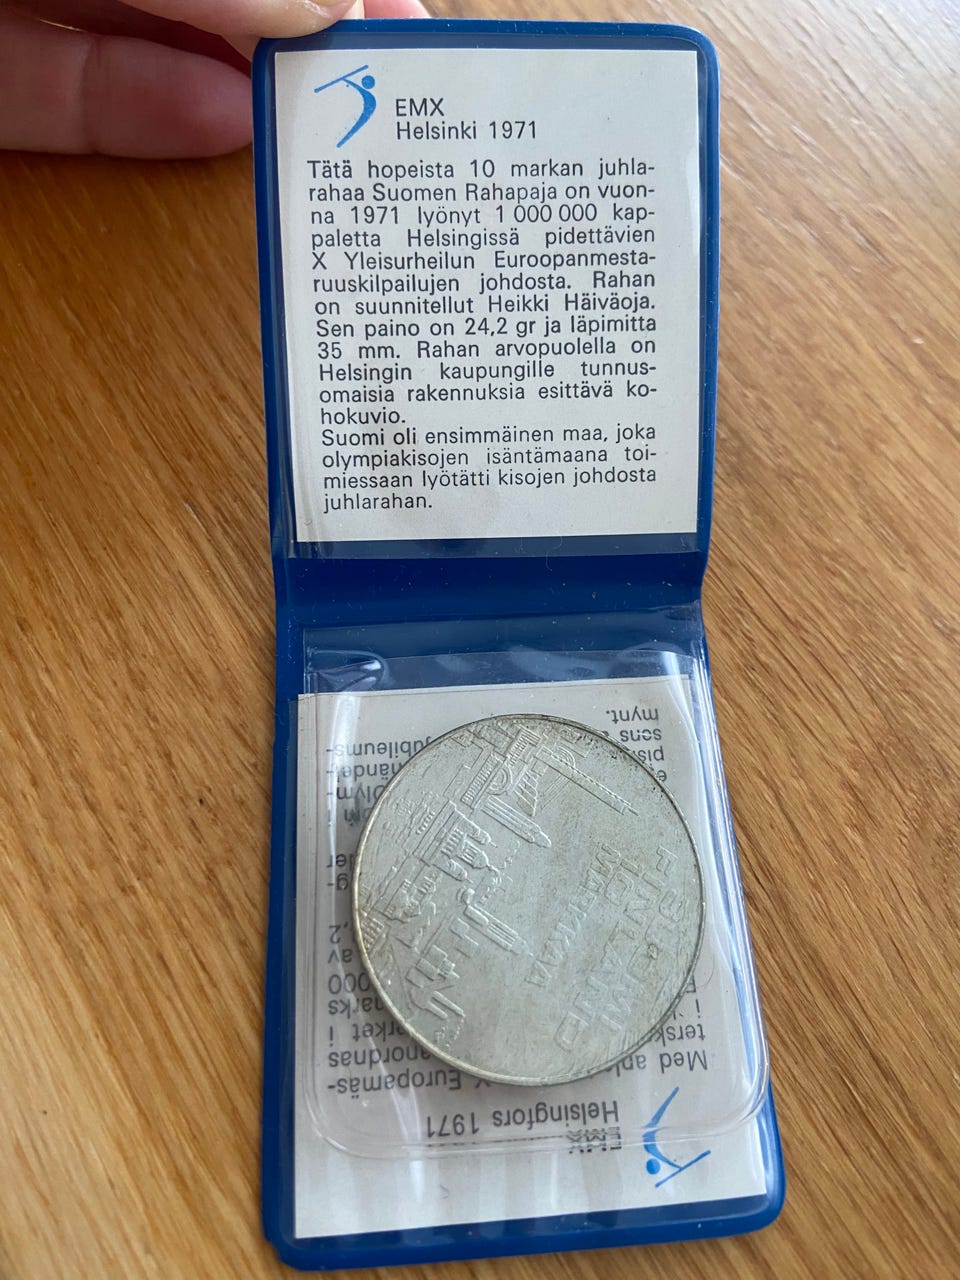 EMX
Helsinki 1971
Tätä hopeista 10 markan juhla-
rahaa Suomen Rahapaja on vuon-
na 1971 lyönyt 1 000 000 kap-
paletta Helsingissä pidettävien
X Yleisurheilun Euroopanmesta-
ruuskilpailujen johdosta. Rahan
on suunnitellut Heikki Häiväoja.
Sen paino on 24,2 gr ja läpimitta
35 mm. Rahan arvopuolella on
Helsingin kaupungille tunnus-
omaisia rakennuksia esittävä ko-
hokuvio.
Suomi oli ensimmäinen maa, joka
olympiakisojen isäntämaana toi-
miessaan lyötätti kisojen johdosta
juhlarahan.
SUOMI
FINLAND
10
MARKKAA
EMX
Helsingfors 1971
Med
X Europamäs-
i
av
mynt.